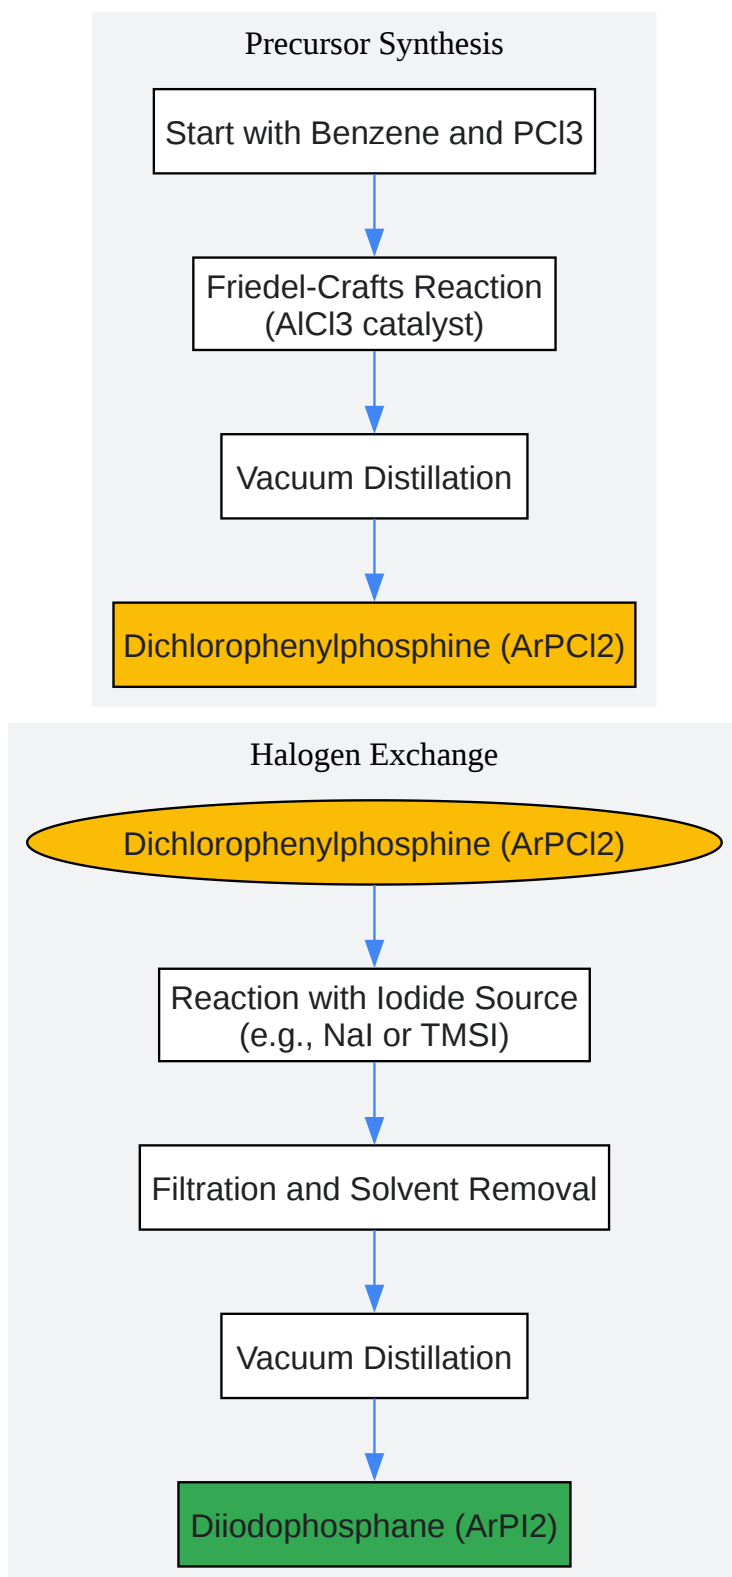 Precursor Synthesis
Start with Benzene and PCl3
Friedel-Crafts Reaction
(AlCl3 catalyst)
Vacuum Distillation
Dichlorophenylphosphine (ArPCl2)
Halogen Exchange
Dichlorophenylphosphine (ArPCl2)
Reaction with Iodide Source
(e.g., NaI or TMSI)
Filtration and Solvent Removal
Vacuum Distillation
Diiodophosphane (ArPI2)